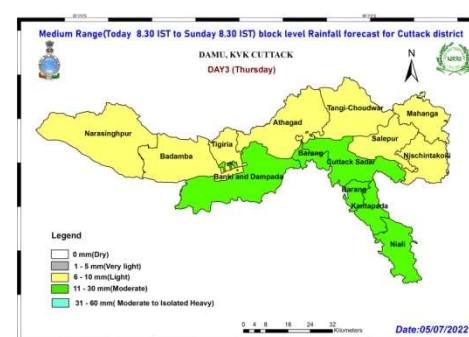 Medium Range(Today 8.30 IST to Sunday 8.30 IST) block level Rainfall forecast for Cuttack district
DAMU, KVK CUTTACK
DAY3 (Thursday)
N
Narasinghpur
Badamba
Tigiria
Banki and Dampada
Athagad
Tangi-Choudwar
Mahanga
Salepur
Nischintakoili
Barang
Cuttack Sadar
Barang
Kantapada
Niali
Legend
0 mm(Dry)
1 - 5 mm(Very light)
6 - 10 mm(Light)
11 - 30 mm(Moderate)
31 - 60 mm( Moderate to Isolated Heavy)
0 4 8 16 24 32
Kilometers
Date:05/07/2022